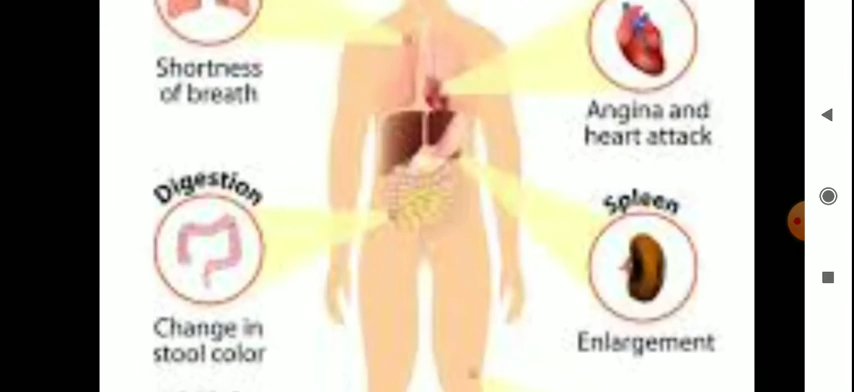 Shortness
of breath
Angina and
heart attack
Digestion
Change in
stool color
Spleen
Enlargement